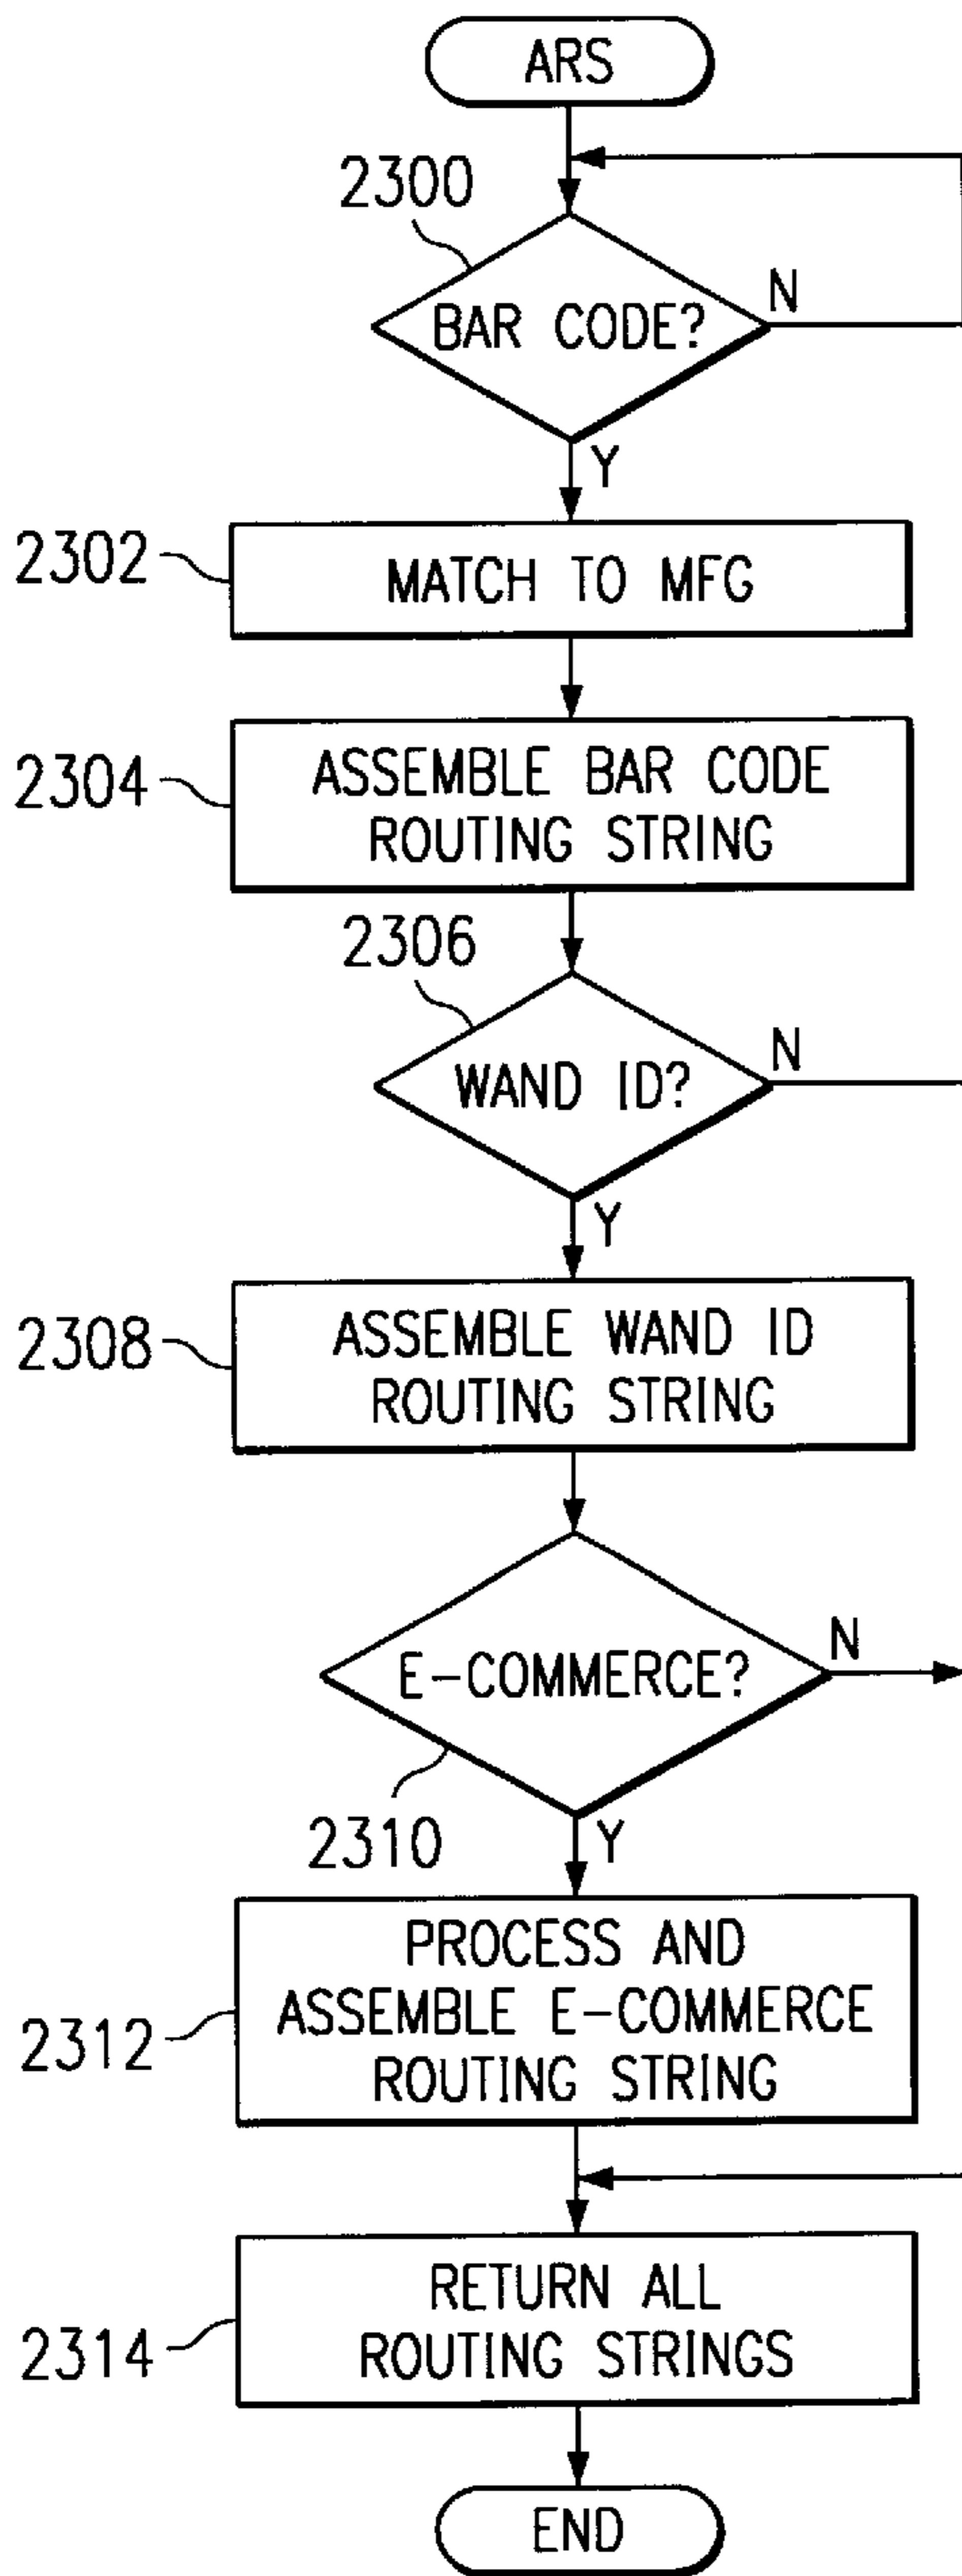 ARS
2300
BAR CODE?
N
Y
2302
MATCH TO MFG
2304
ASSEMBLE BAR CODE
ROUTING STRING
2306
WAND ID?
N
Y
2308
ASSEMBLE WAND ID
ROUTING STRING
E-COMMERCE?
N
2310
Y
2312
PROCESS AND
ASSEMBLE E-COMMERCE
ROUTING STRING
2314
RETURN ALL
ROUTING STRINGS
END